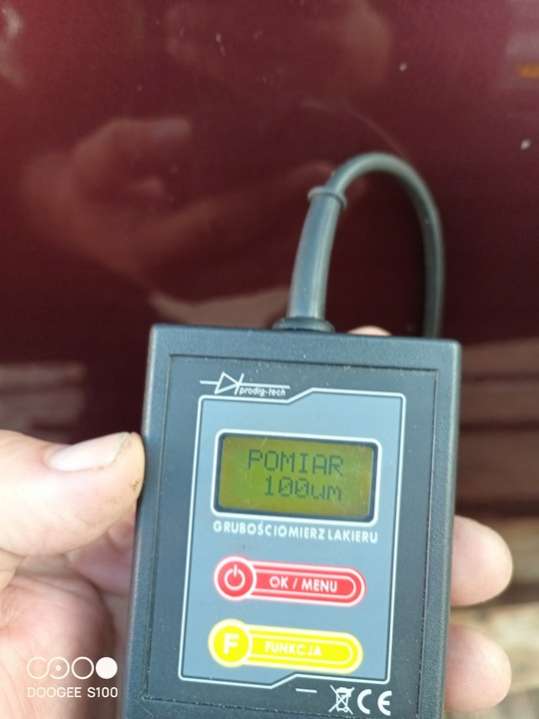 prodig-tech
POMIAR
100um
GRUBOŚCIOMIERZ LAKIERU
OK / MENU
F
FUNKCJA
CE
DOOGEE S100